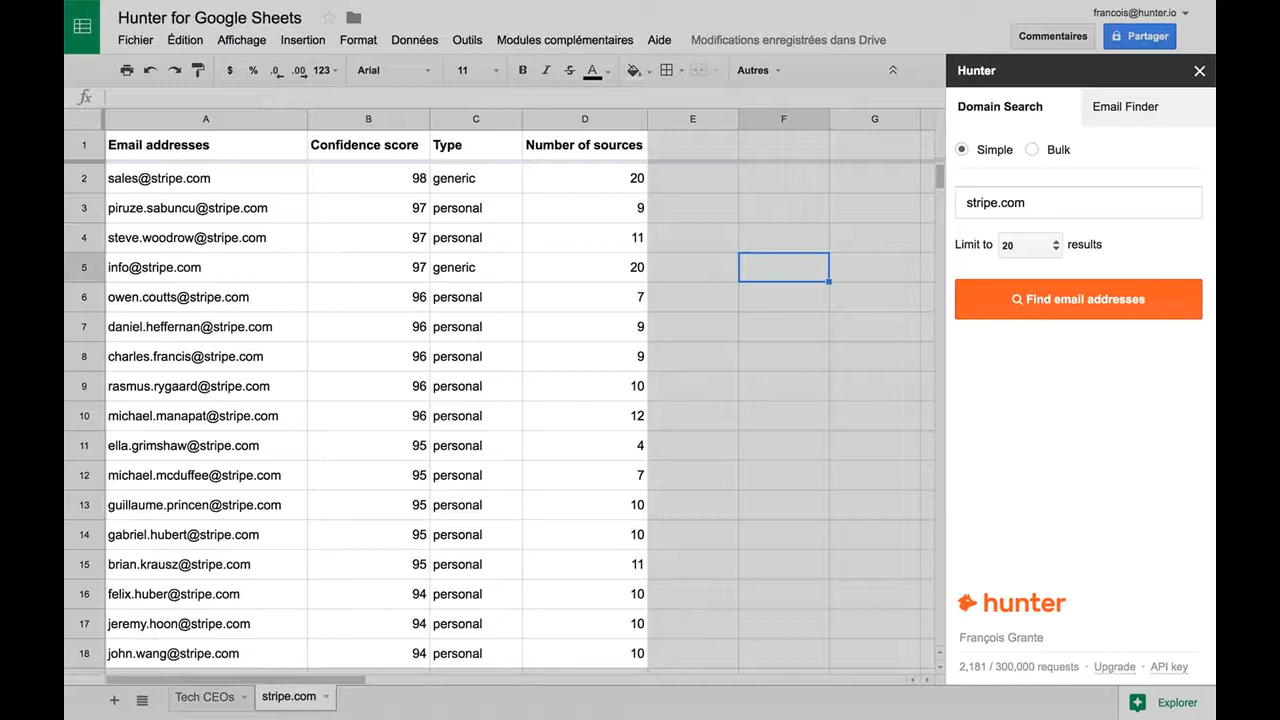 Hunter for Google Sheets
francois@hunter.io
Fichier Édition Affichage Insertion Format Données Outils Modules complémentaires Aide Modifications enregistrées dans Drive
Commentaires Partager
$ % .0 .00 123 Arial 11 B I S A Autres
fx
A B C D E F G
1 Email addresses Confidence score Type Number of sources
2 sales@stripe.com 98 generic 20
3 piruze.sabuncu@stripe.com 97 personal 9
4 steve.woodrow@stripe.com 97 personal 11
5 info@stripe.com 97 generic 20
6 owen.coutts@stripe.com 96 personal 7
7 daniel.heffernan@stripe.com 96 personal 9
8 charles.francis@stripe.com 96 personal 9
9 rasmus.rygaard@stripe.com 96 personal 10
10 michael.manapat@stripe.com 96 personal 12
11 ella.grimshaw@stripe.com 95 personal 4
12 michael.mcduffee@stripe.com 95 personal 7
13 guillaume.princen@stripe.com 95 personal 10
14 gabriel.hubert@stripe.com 95 personal 10
15 brian.krausz@stripe.com 95 personal 11
16 felix.huber@stripe.com 94 personal 10
17 jeremy.hoon@stripe.com 94 personal 10
18 john.wang@stripe.com 94 personal 10
Tech CEOs stripe.com
Hunter
Domain Search Email Finder
Simple Bulk
stripe.com
Limit to 20 results
Find email addresses
hunter
François Grante
2,181 / 300,000 requests • Upgrade • API key
Explorer